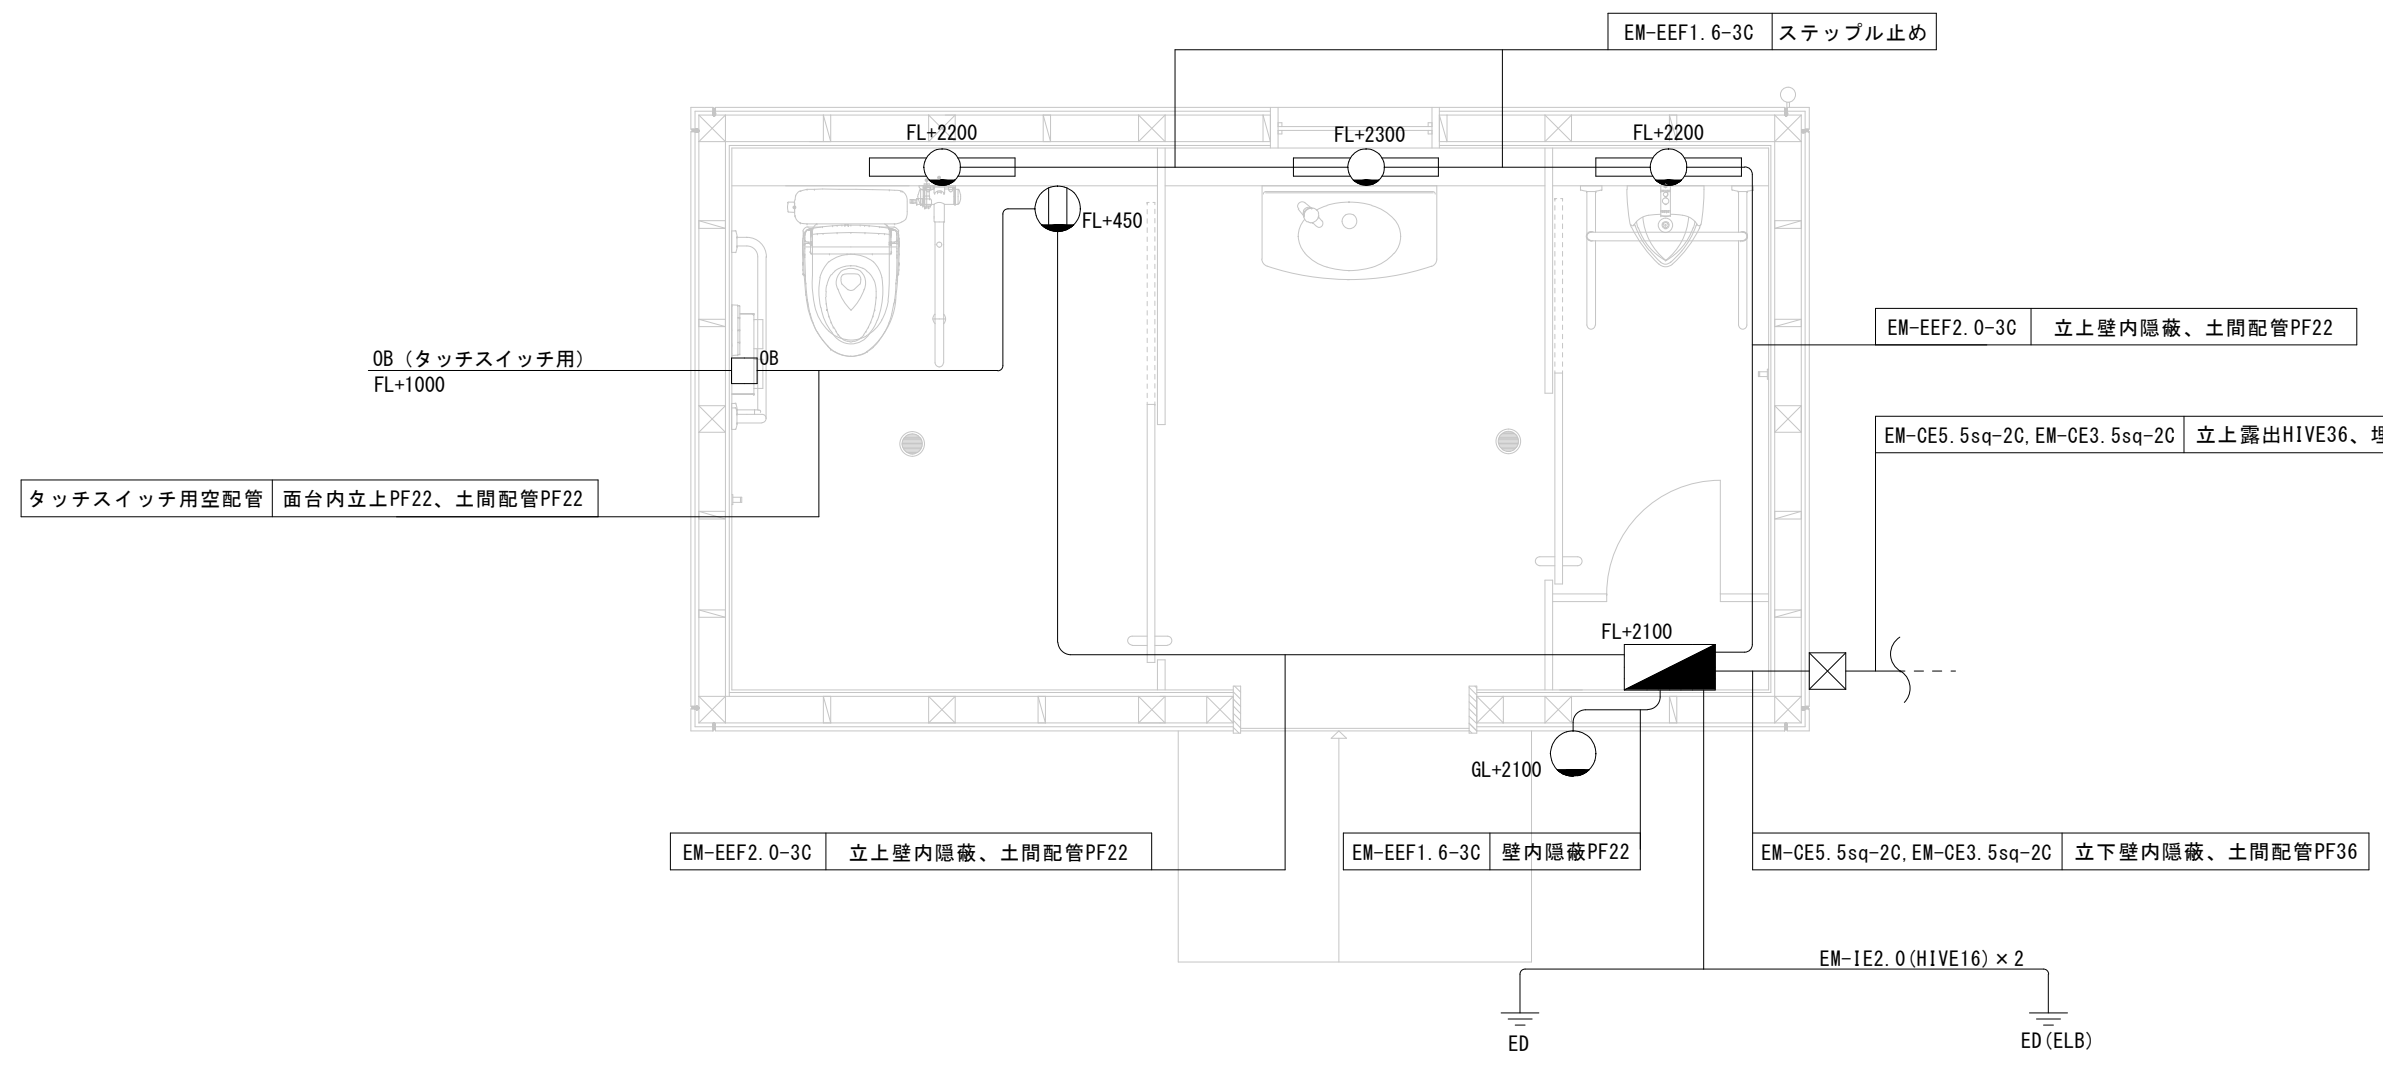 EM-EEF1.6-3C ステップル止め
FL+2200
FL+2300
FL+2200
FL+450
EM-EEF2.0-3C 立上壁内隠蔽、土間配管PF22
OB（タッチスイッチ用）
OB
FL+1000
EM-CE5.5sq-2C,EM-CE3.5sq-2C 立上露出HIVE36、
タッチスイッチ用空配管 面台内立上PF22、土間配管PF22
FL+2100
GL+2100
EM-EEF2.0-3C 立上壁内隠蔽、土間配管PF22
EM-EEF1.6-3C 壁内隠蔽PF22
EM-CE5.5sq-2C,EM-CE3.5sq-2C 立下壁内隠蔽、土間配管PF36
EM-IE2.0(HIVE16)×2
ED
ED(ELB)